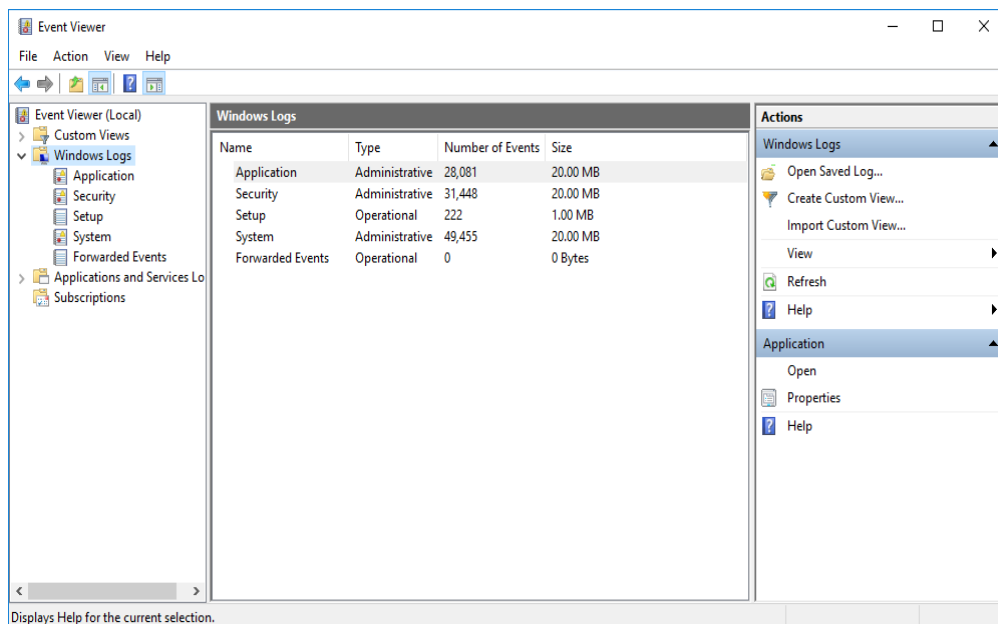 Event Viewer
File Action View Help
Event Viewer (Local)
Custom Views
Windows Logs
Application
Security
Setup
System
Forwarded Events
Applications and Services Lo
Subscriptions
Windows Logs
Name Type Number of Events Size
Application Administrative 28,081 20.00 MB
Security Administrative 31,448 20.00 MB
Setup Operational 222 1.00 MB
System Administrative 49,455 20.00 MB
Forwarded Events Operational 0 0 Bytes
Actions
Windows Logs
Open Saved Log...
Create Custom View...
Import Custom View...
View
Refresh
Help
Application
Open
Properties
Help
Displays Help for the current selection.